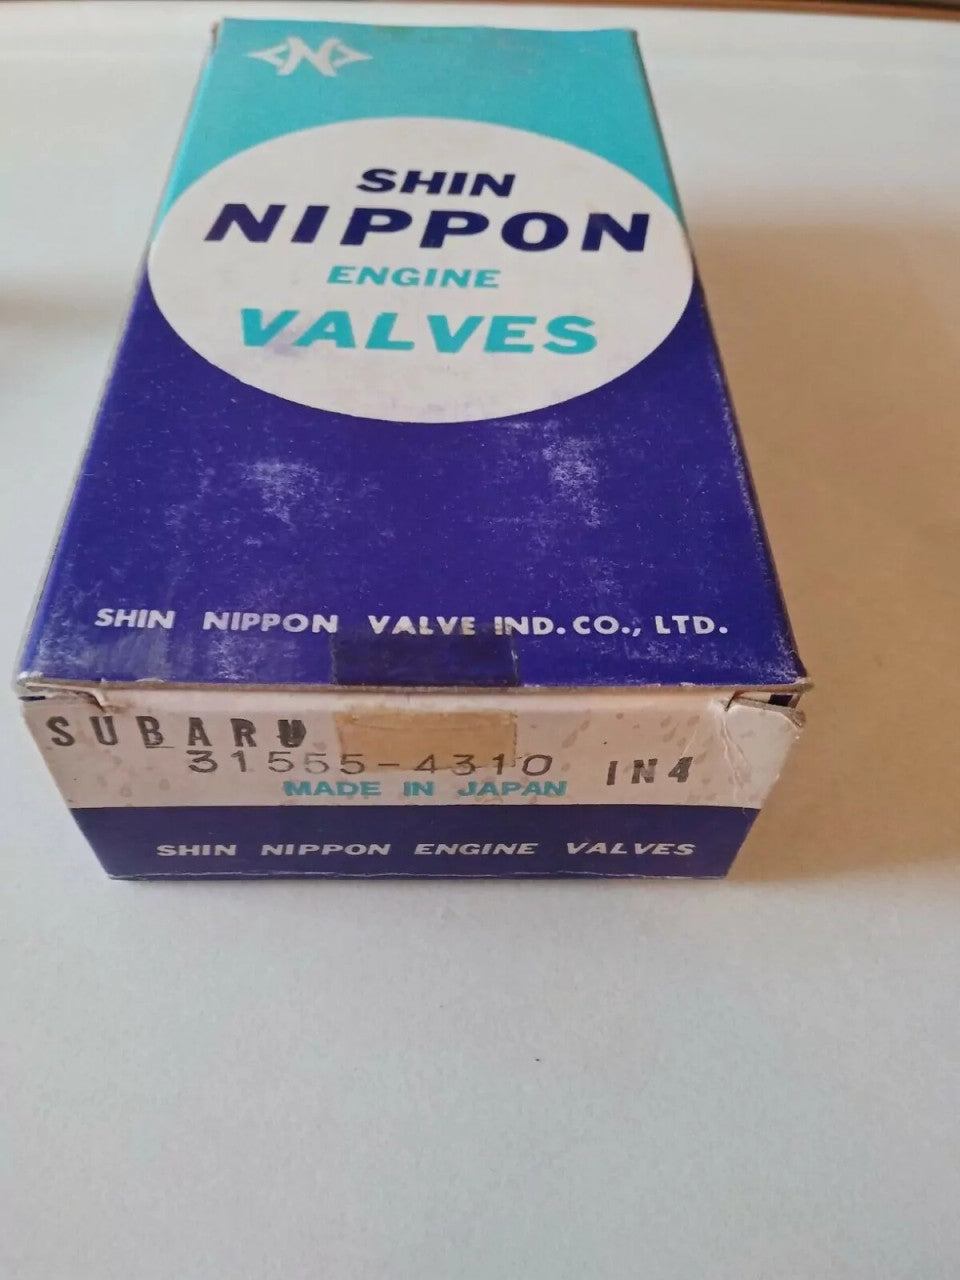 N
SHIN
NIPPON
ENGINE
VALVES
SHIN NIPPON VALVE IND. CO., LTD.
SUBARU
31555-4310 IN4
MADE IN JAPAN
SHIN NIPPON ENGINE VALVES